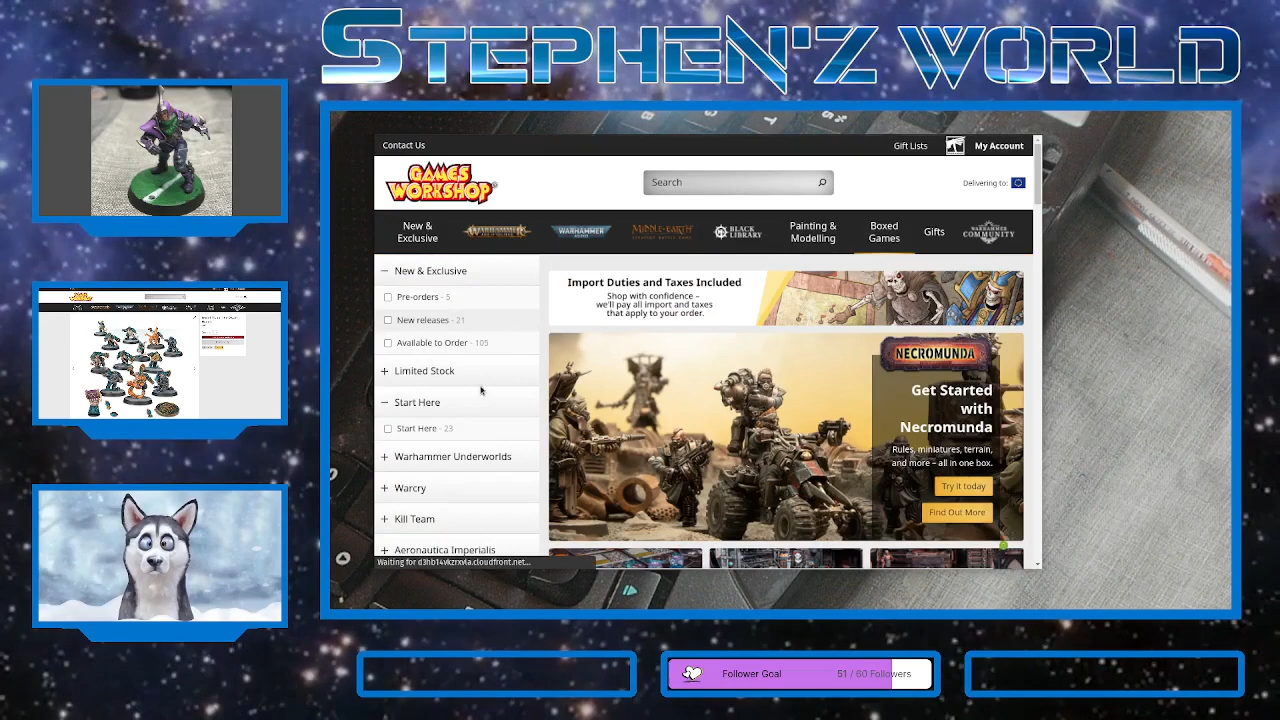 STEPHEN'Z WORLD
Contact Us
Gift Lists
My Account
GAMES
WORKSHOP
Search
Delivering to:
New &
Exclusive
WARHAMMER
WARHAMMER
MIDDLE-EARTH
BLACK
LIBRARY
Painting &
Modelling
Boxed
Games
Gifts
WARHAMMER
COMMUNITY
New & Exclusive
Pre-orders - 5
New releases - 21
Available to Order - 105
Limited Stock
Start Here
Start Here - 23
Warhammer Underworlds
Warcry
Kill Team
Aeronautica Imperialis
Import Duties and Taxes Included
Shop with confidence –
we'll pay all import and taxes
that apply to your order.
NECROMUNDA
Get Started
with
Necromunda
Rules, miniatures, terrain,
and more – all in one box.
Try it today
Find Out More
Follower Goal
51 / 60 Followers